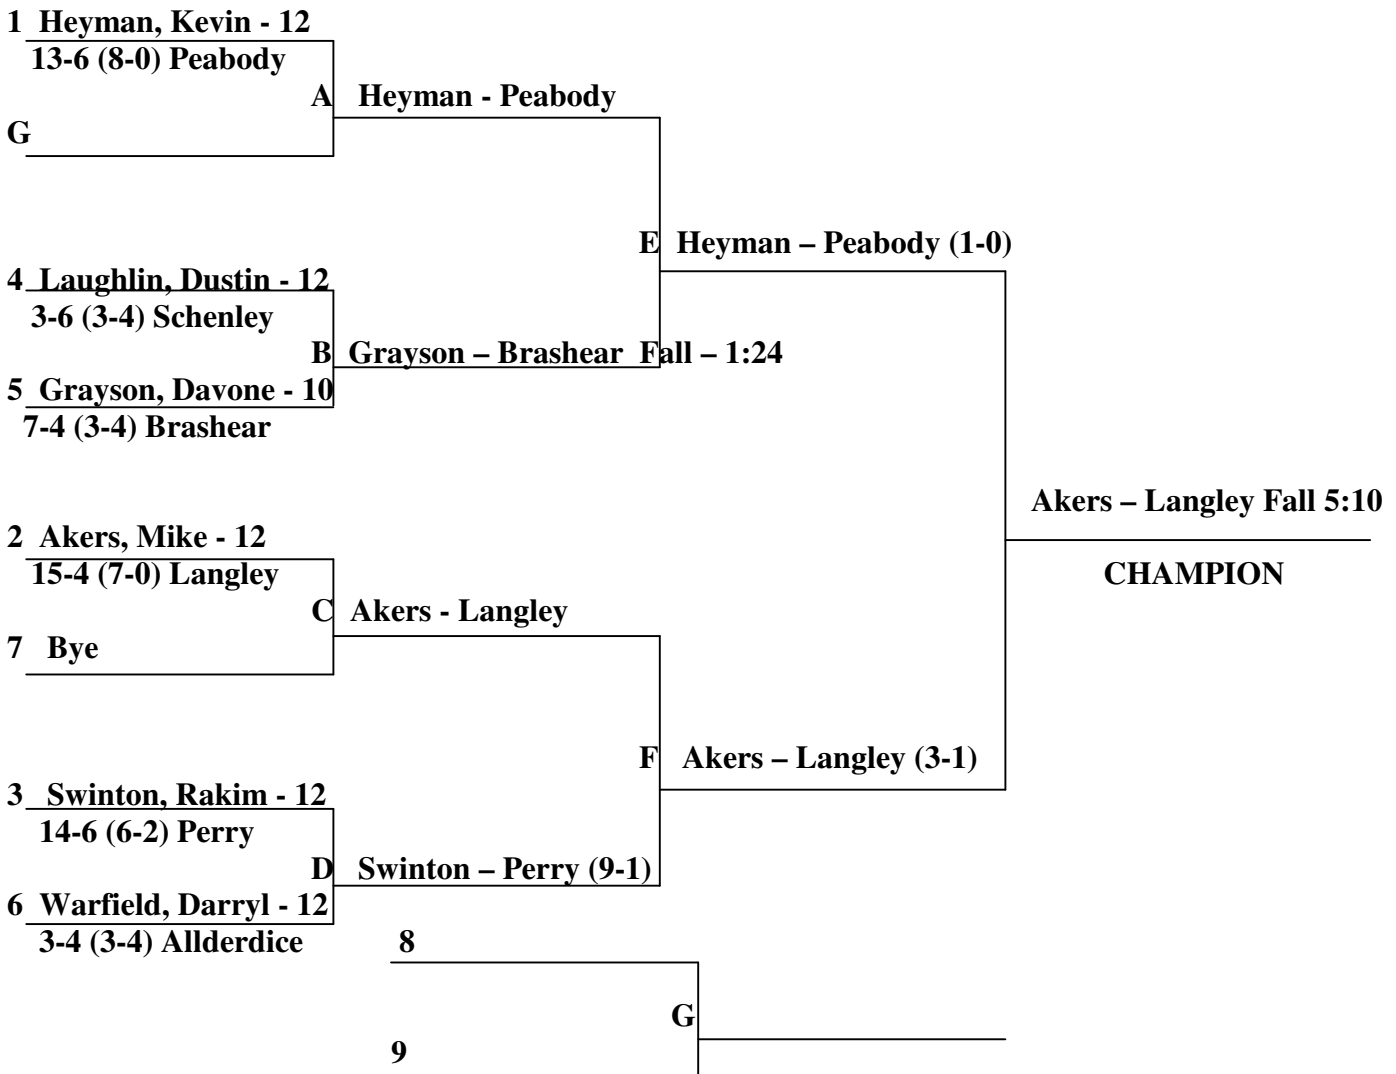 1 Heyman, Kevin - 12
13-6 (8-0) Peabody
A Heyman - Peabody
G
E Heyman – Peabody (1-0)
4 Laughlin, Dustin - 12
3-6 (3-4) Schenley
B Grayson – Brashear Fall – 1:24
5 Grayson, Davone - 10
7-4 (3-4) Brashear
Akers – Langley Fall 5:10
CHAMPION
2 Akers, Mike - 12
15-4 (7-0) Langley
C Akers - Langley
7 Bye
F Akers – Langley (3-1)
3 Swinton, Rakim - 12
14-6 (6-2) Perry
D Swinton – Perry (9-1)
6 Warfield, Darryl - 12
3-4 (3-4) Allderdice
8
G
9